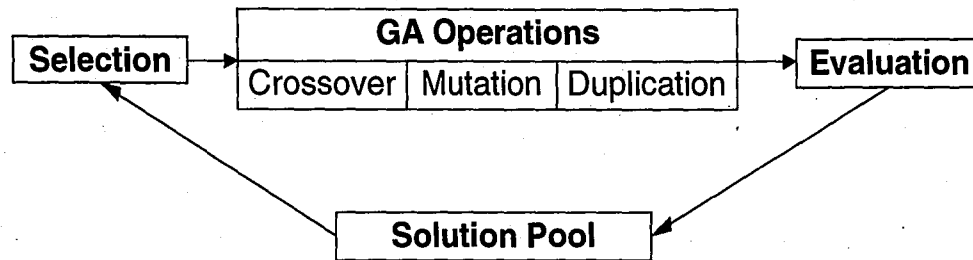 GA Operations
Selection
Crossover Mutation Duplication
Evaluation
Solution Pool